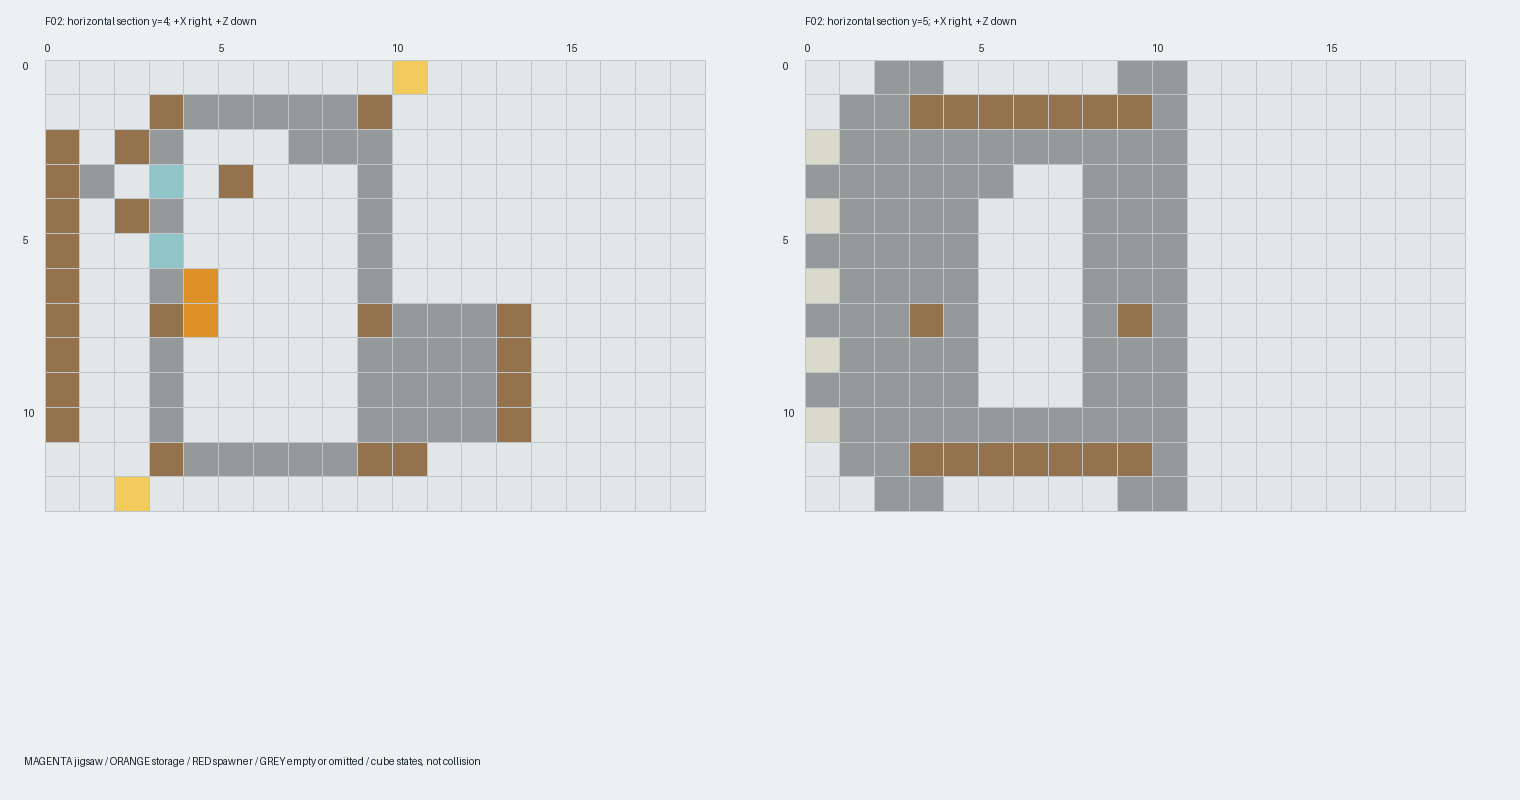 F02: horizontal section y=4; +X right, +Z down
F02: horizontal section y=5; +X right, +Z down
0 5 10 15
0 5 10 15
0
0
5
5
10
10
MAGENTA jigsaw / ORANGE storage / RED spawner / GREY empty or omitted / cube states, not collision